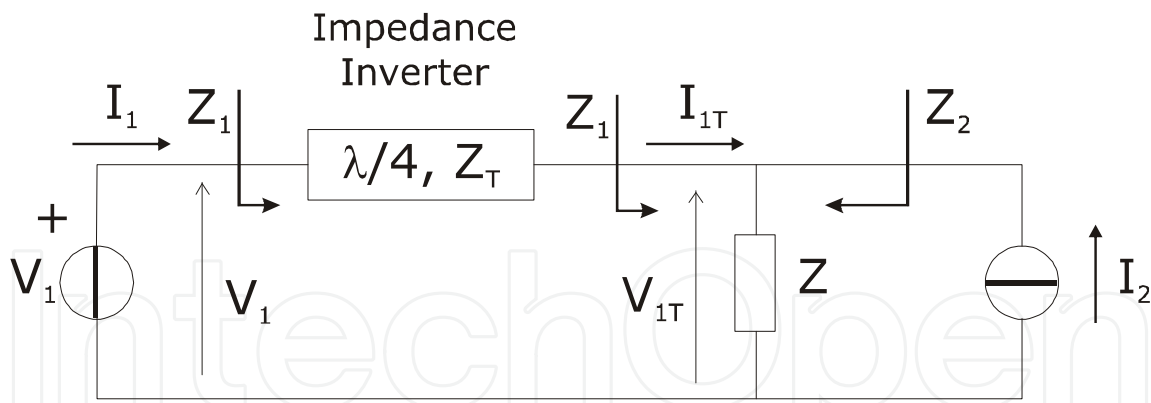 Impedance
Inverter
I1
Z1
λ/4, ZT
Z1
I1T
Z2
+
V1
V1
V1T
Z
I2
IntechOpen